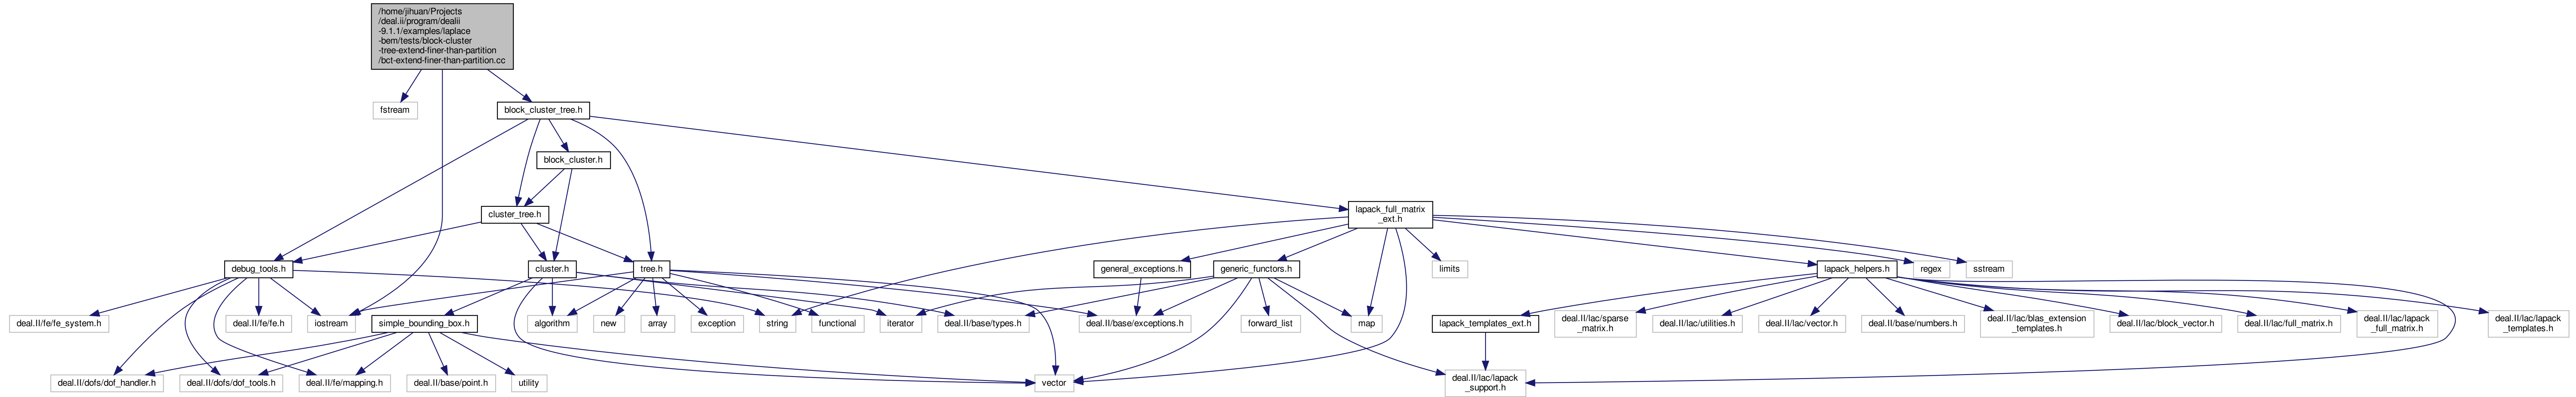 /home/jihuan/Projects
/deal.ii/program/dealii
-9.1.1/examples/laplace
-bem/tests/block-cluster
-tree-extend-finer-than-partition
/bct-extend-finer-than-partition.cc
fstream
block_cluster_tree.h
block_cluster.h
cluster_tree.h
lapack_full_matrix
_ext.h
debug_tools.h
cluster.h
tree.h
general_exceptions.h
generic_functors.h
limits
lapack_helpers.h
regex
sstream
deal.II/fe/fe_system.h
deal.II/fe/fe.h
iostream
simple_bounding_box.h
algorithm
new
array
exception
string
functional
iterator
deal.II/base/types.h
deal.II/base/exceptions.h
forward_list
map
lapack_templates_ext.h
deal.II/lac/sparse
_matrix.h
deal.II/lac/utilities.h
deal.II/lac/vector.h
deal.II/base/numbers.h
deal.II/lac/blas_extension
_templates.h
deal.II/lac/block_vector.h
deal.II/lac/full_matrix.h
deal.II/lac/lapack
_full_matrix.h
deal.II/lac/lapack
_templates.h
deal.II/dofs/dof_handler.h
deal.II/dofs/dof_tools.h
deal.II/fe/mapping.h
deal.II/base/point.h
utility
vector
deal.II/lac/lapack
_support.h